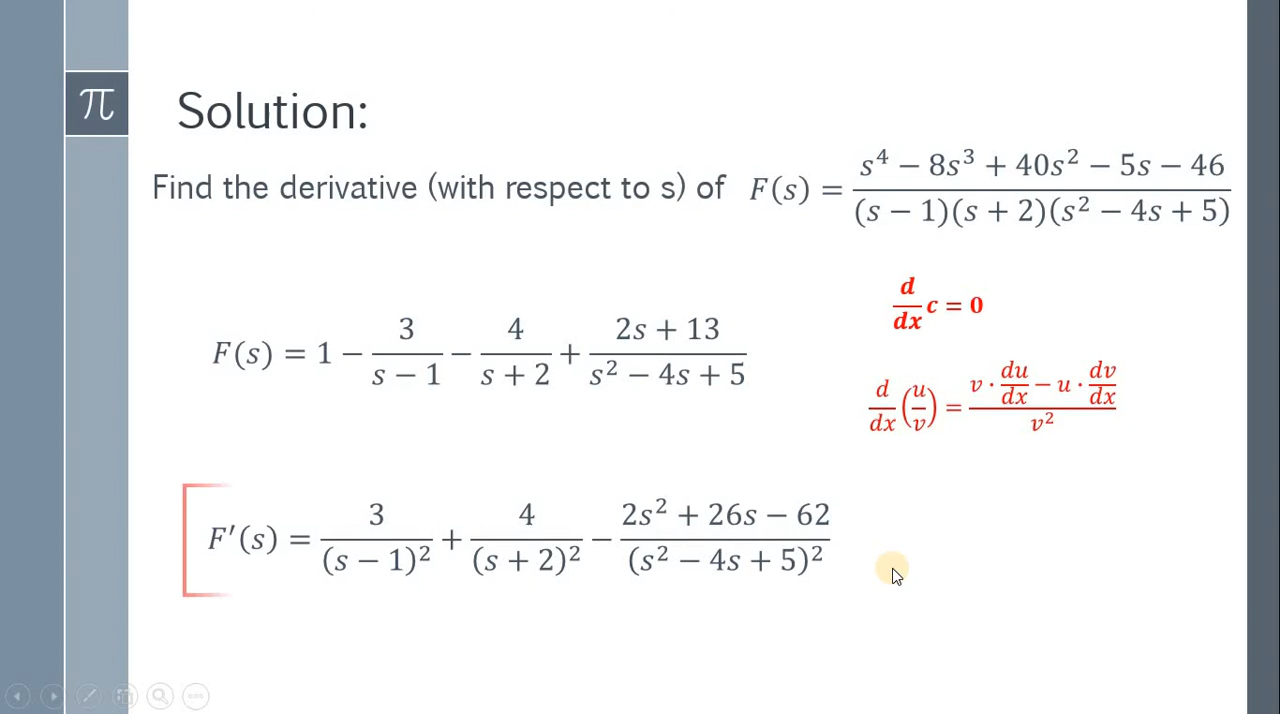 π
Solution:
Find the derivative (with respect to s) of F(s) = (s⁴ − 8s³ + 40s² − 5s − 46) / ((s − 1)(s + 2)(s² − 4s + 5))
d/dx c = 0
F(s) = 1 − 3/(s − 1) − 4/(s + 2) + (2s + 13)/(s² − 4s + 5)
d/dx (u/v) = (v · du/dx − u · dv/dx) / v²
F′(s) = 3/(s − 1)² + 4/(s + 2)² − (2s² + 26s − 62)/(s² − 4s + 5)²